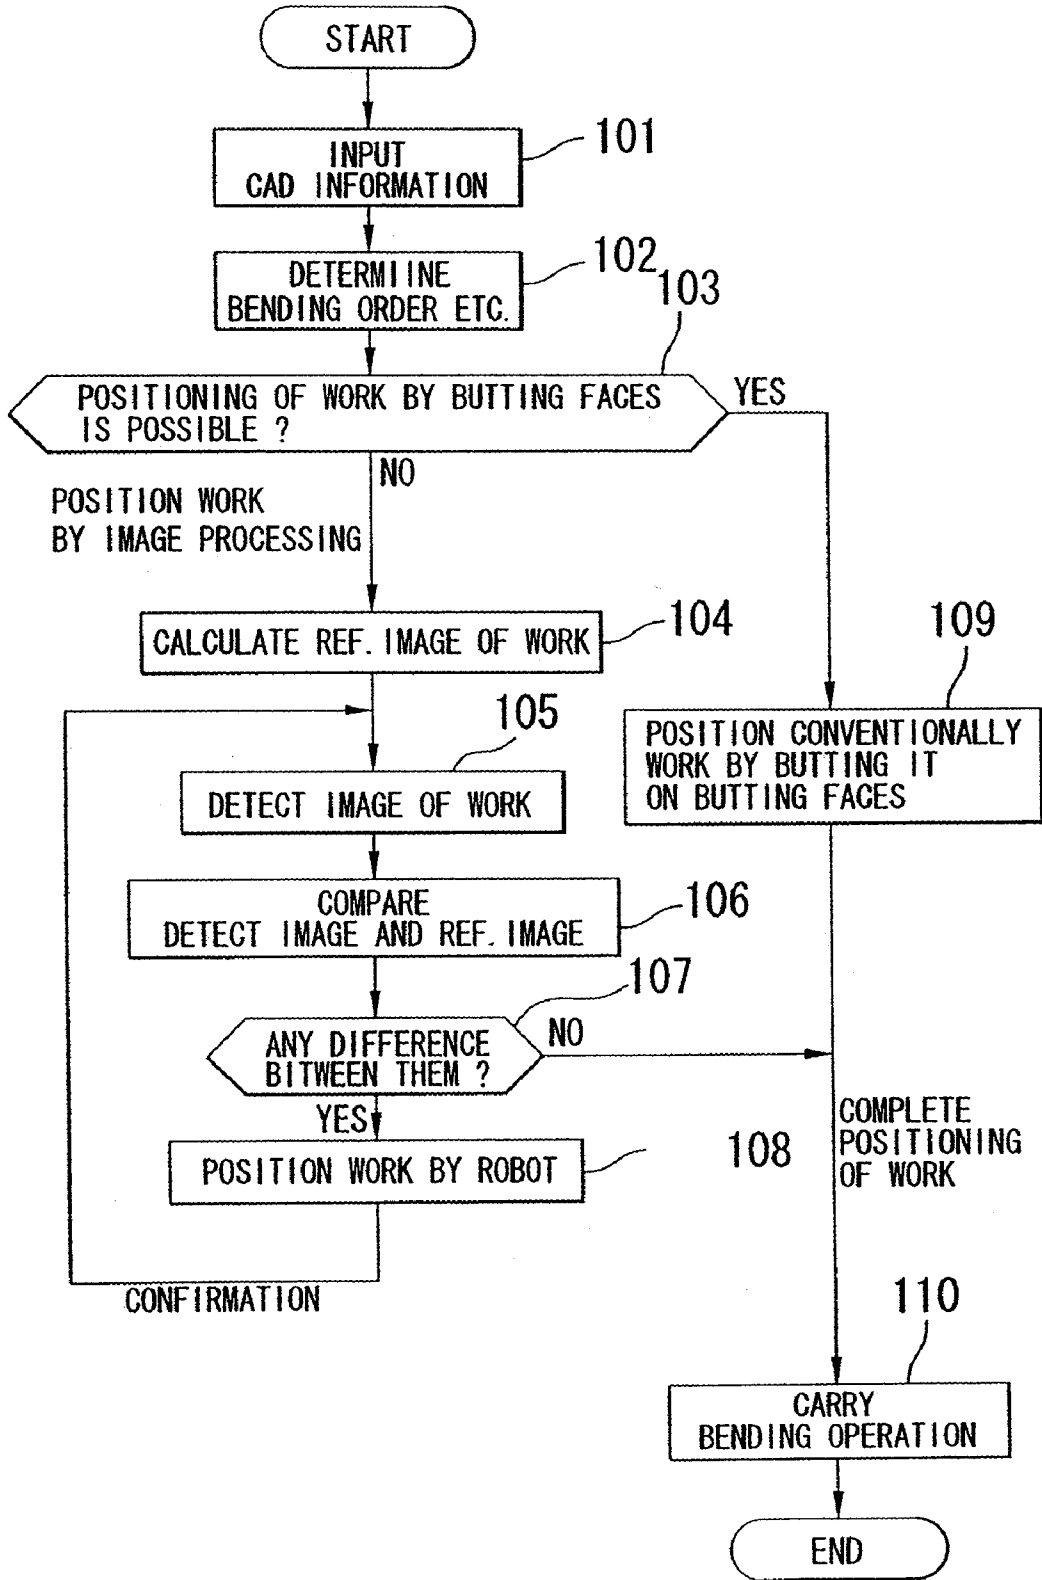 START
101
INPUT
CAD INFORMATION
102
DETERMIINE
BENDING ORDER ETC.
103
POSITIONING OF WORK BY BUTTING FACES
IS POSSIBLE ?
YES
NO
POSITION WORK
BY IMAGE PROCESSING
104
CALCULATE REF. IMAGE OF WORK
109
POSITION CONVENTIONALLY
WORK BY BUTTING IT
ON BUTTING FACES
105
DETECT IMAGE OF WORK
106
COMPARE
DETECT IMAGE AND REF. IMAGE
107
ANY DIFFERENCE
BITWEEN THEM ?
NO
YES
COMPLETE
POSITIONING
OF WORK
108
POSITION WORK BY ROBOT
CONFIRMATION
110
CARRY
BENDING OPERATION
END